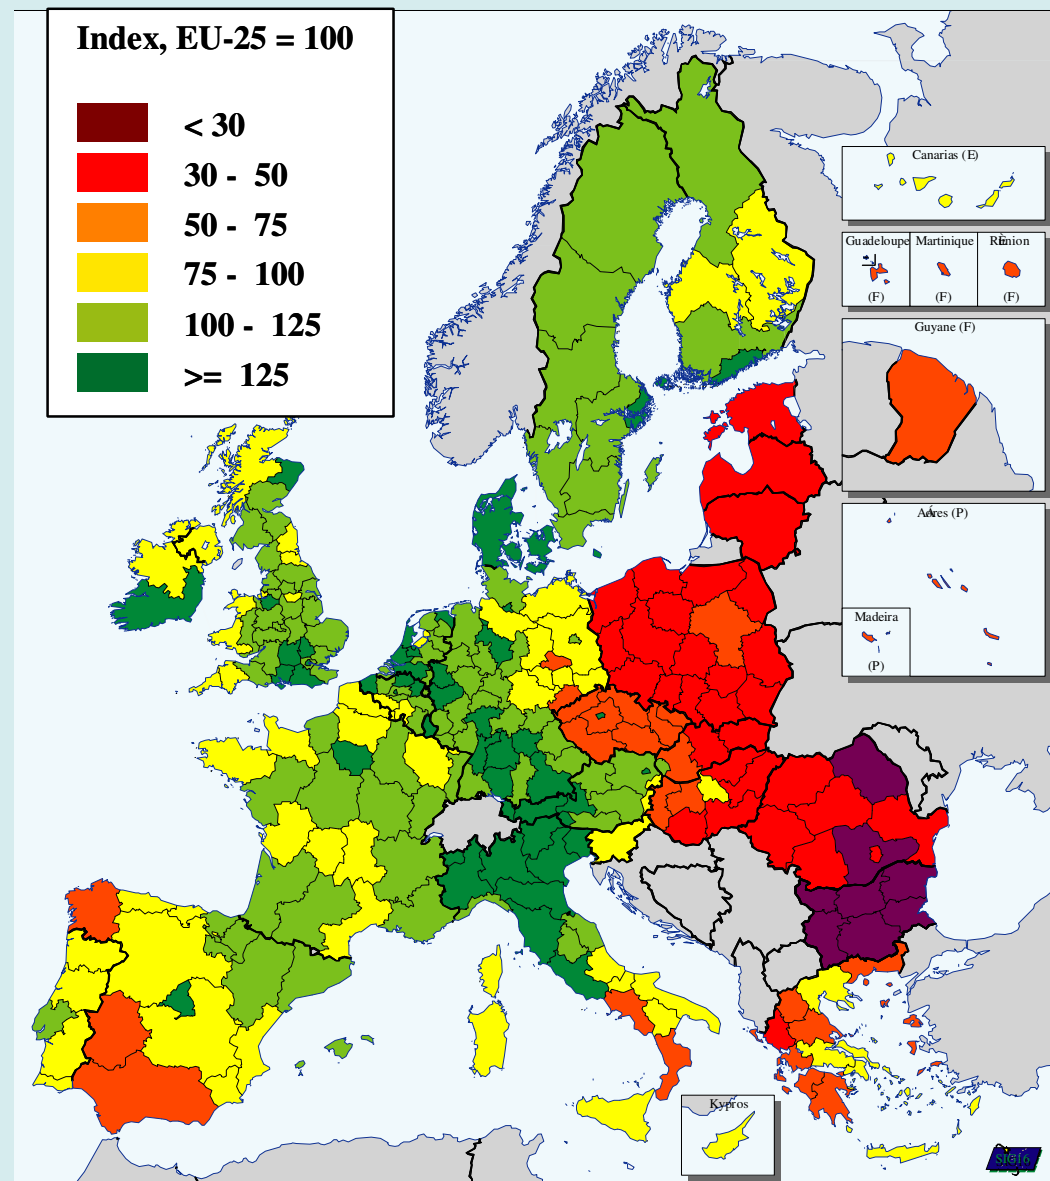 Index, EU-25 = 100
< 30
30 - 50
50 - 75
75 - 100
100 - 125
>= 125
Canarias (E)
Guadeloupe
Martinique
(F)
(F)
(F)
Guyane (F)
(P)
Madeira
(P)
Kypros
SIG16